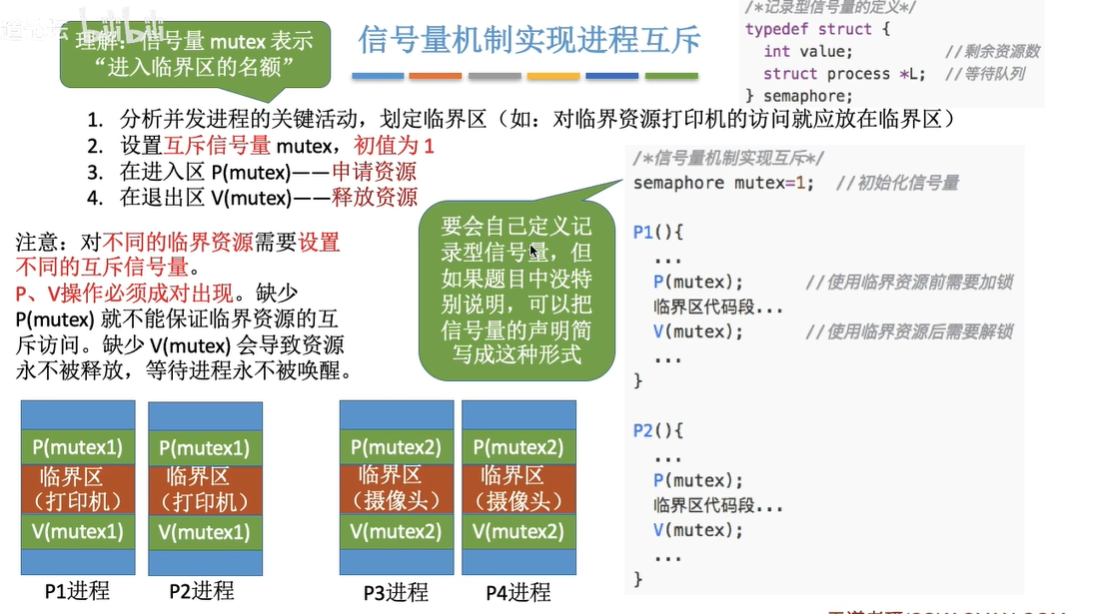 bilibili
理解：信号量 mutex 表示
“进入临界区的名额”
信号量机制实现进程互斥
/*记录型信号量的定义*/
typedef struct {
int value; //剩余资源数
struct process *L; //等待队列
} semaphore;
1. 分析并发进程的关键活动，划定临界区（如：对临界资源打印机的访问就应放在临界区）
2. 设置互斥信号量 mutex，初值为 1
3. 在进入区 P(mutex)——申请资源
4. 在退出区 V(mutex)——释放资源
注意：对不同的临界资源需要设置
不同的互斥信号量。
P、V操作必须成对出现。缺少
P(mutex) 就不能保证临界资源的互
斥访问。缺少 V(mutex) 会导致资源
永不被释放，等待进程永不被唤醒。
要会自己定义记
录型信号量，但
如果题目中没特
别说明，可以把
信号量的声明简
写成这种形式
/*信号量机制实现互斥*/
semaphore mutex=1; //初始化信号量
P1(){
...
P(mutex); //使用临界资源前需要加锁
临界区代码段...
V(mutex); //使用临界资源后需要解锁
...
}
P2(){
...
P(mutex);
临界区代码段...
V(mutex);
...
}
P(mutex1)
临界区
（打印机）
V(mutex1)
P1进程
P(mutex1)
临界区
（打印机）
V(mutex1)
P2进程
P(mutex2)
临界区
（摄像头）
V(mutex2)
P3进程
P(mutex2)
临界区
（摄像头）
V(mutex2)
P4进程